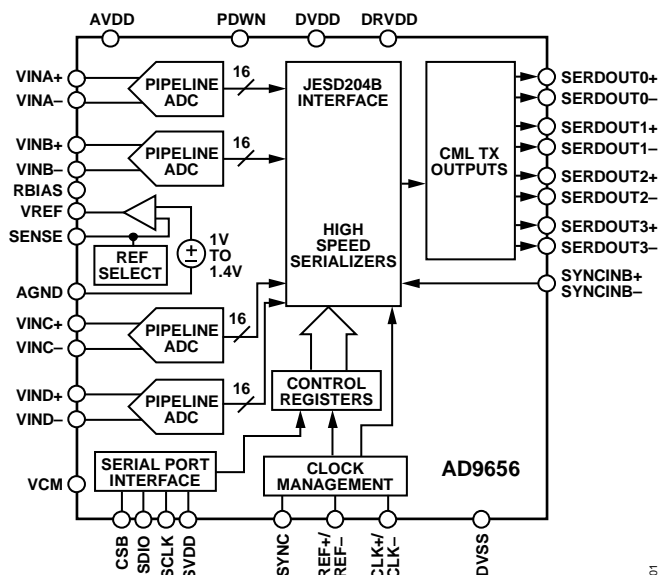 AVDD PDWN DVDD DRVDD
VINA+
VINA–
PIPELINE
ADC
16
JESD204B
INTERFACE
CML TX
OUTPUTS
SERDOUT0+
SERDOUT0–
SERDOUT1+
SERDOUT1–
SERDOUT2+
SERDOUT2–
SERDOUT3+
SERDOUT3–
VINB+
VINB–
PIPELINE
ADC
16
RBIAS
VREF
SENSE
REF
SELECT
1V
TO
1.4V
HIGH
SPEED
SERIALIZERS
SYNCINB+
SYNCINB–
AGND
VINC+
VINC–
PIPELINE
ADC
16
VIND+
VIND–
PIPELINE
ADC
16
CONTROL
REGISTERS
VCM
SERIAL PORT
INTERFACE
CLOCK
MANAGEMENT
AD9656
CSB
SDIO
SCLK
SVDD
SYNC
REF+/
REF–
CLK+/
CLK–
DVSS
01